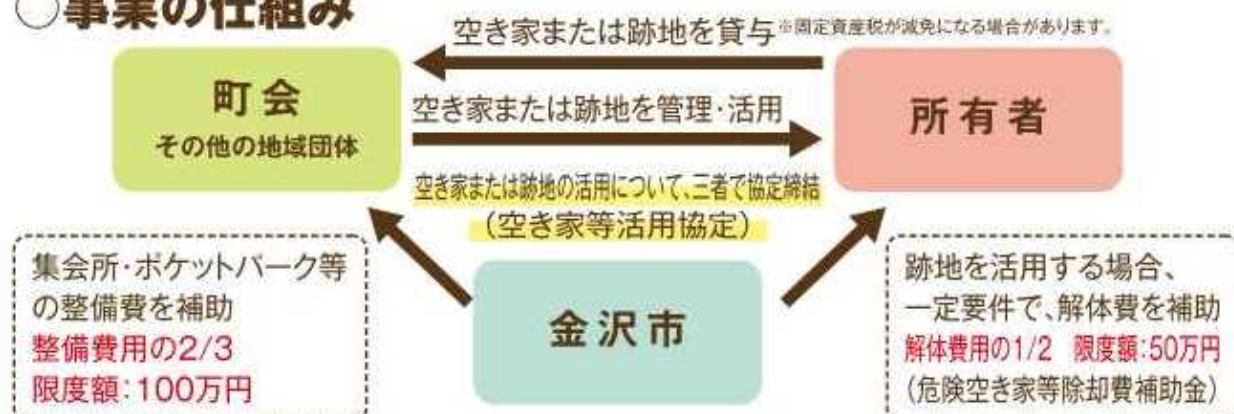 ○事業の仕組み
空き家または跡地を貸与※固定資産税が減免になる場合があります。
町会
その他の地域団体
空き家または跡地を管理・活用
所有者
空き家または跡地の活用について、三者で協定締結
（空き家等活用協定）
集会所・ポケットパーク等
の整備費を補助
整備費用の2/3
限度額：100万円
金沢市
跡地を活用する場合、
一定要件で、解体費を補助
解体費用の1/2 限度額：50万円
(危険空き家等除却費補助金)